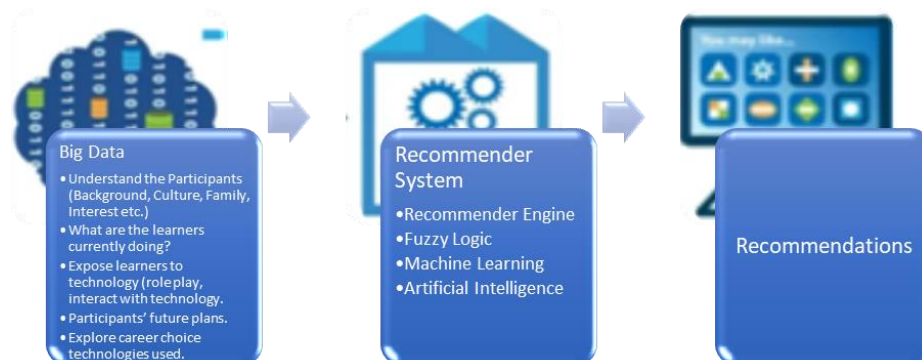 Big Data
•Understand the Participants
(Background, Culture, Family,
Interest etc.)
•What are the learners
currently doing?
•Expose learners to
technology (role play,
interact with technology.
•Participants’ future plans.
•Explore career choice
technologies used.
Recommender
System
•Recommender Engine
•Fuzzy Logic
•Machine Learning
•Artificial Intelligence
You may like...
Recommendations